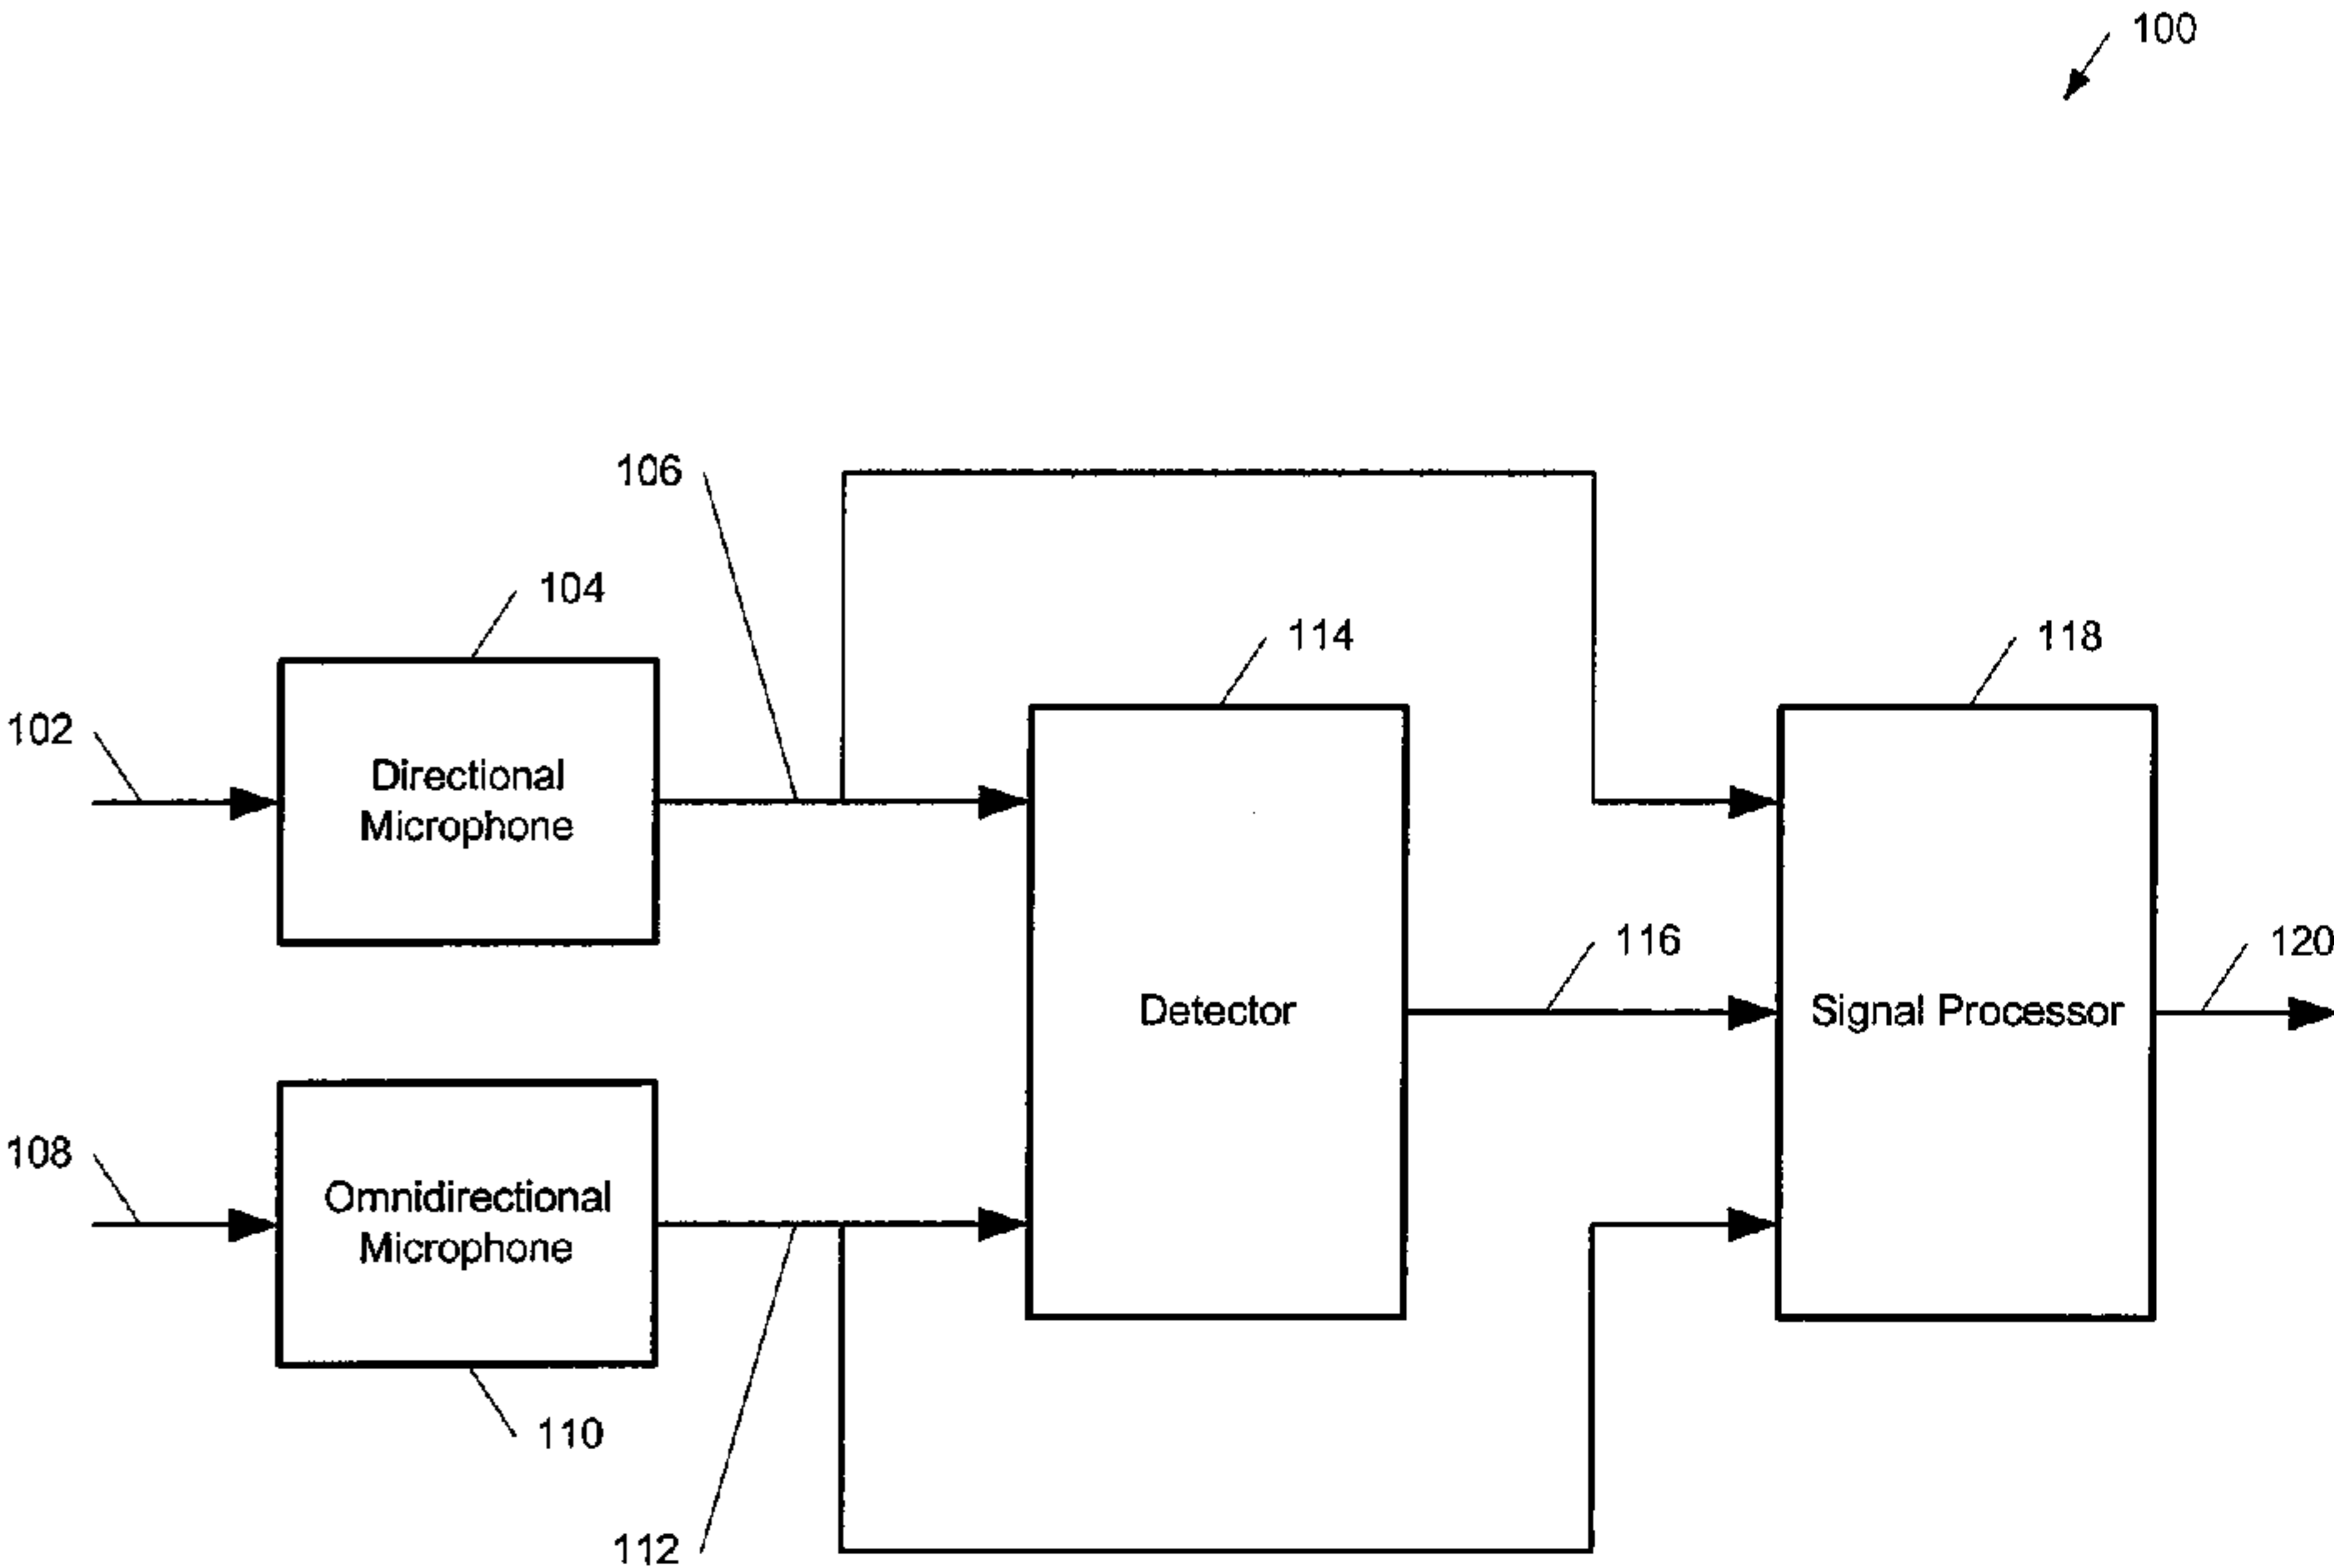 100
106
104
114
118
102
Directional
Microphone
116
120
Detector
Signal Processor
108
Omnidirectional
Microphone
110
112